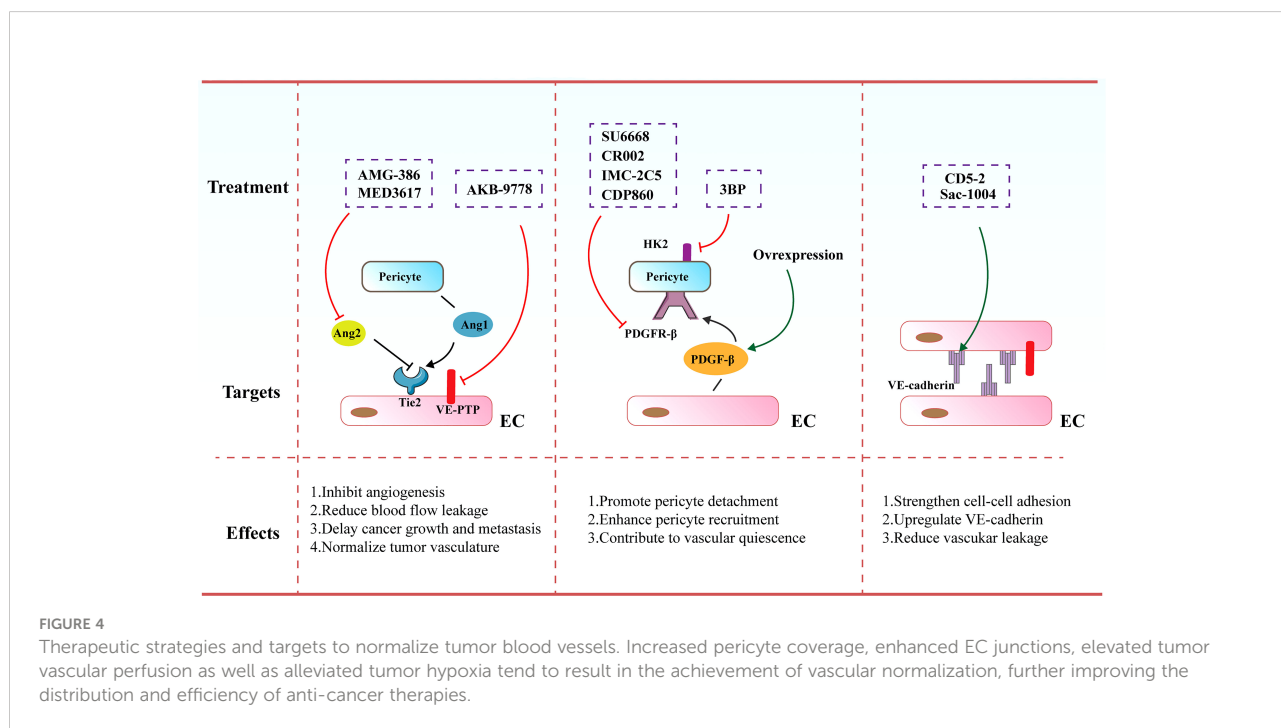 Treatment
AMG-386
MED3617
AKB-9778
SU6668
CR002
IMC-2C5
CDP860
3BP
CD5-2
Sac-1004
HK2
Pericyte
Ovrexpression
Pericyte
Ang2
Ang1
PDGFR-β
PDGF-β
Targets
Tie2
VE-PTP
EC
EC
VE-cadherin
EC
Effects
1.Inhibit angiogenesis
2.Reduce blood flow leakage
3.Delay cancer growth and metastasis
4.Normalize tumor vasculature
1.Promote pericyte detachment
2.Enhance pericyte recruitment
3.Contribute to vascular quiescence
1.Strengthen cell-cell adhesion
2.Upregulate VE-cadherin
3.Reduce vascukar leakage
FIGURE 4
Therapeutic strategies and targets to normalize tumor blood vessels. Increased pericyte coverage, enhanced EC junctions, elevated tumor
vascular perfusion as well as alleviated tumor hypoxia tend to result in the achievement of vascular normalization, further improving the
distribution and efficiency of anti-cancer therapies.